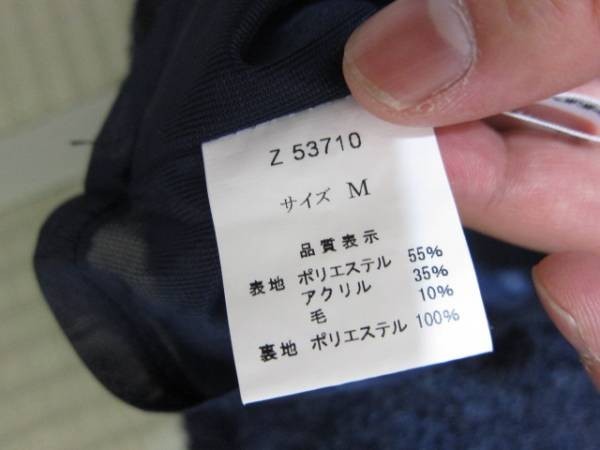 Z 53710
サイズ M
品質表示
表地 ポリエステル 55%
アクリル 35%
毛 10%
裏地 ポリエステル 100%